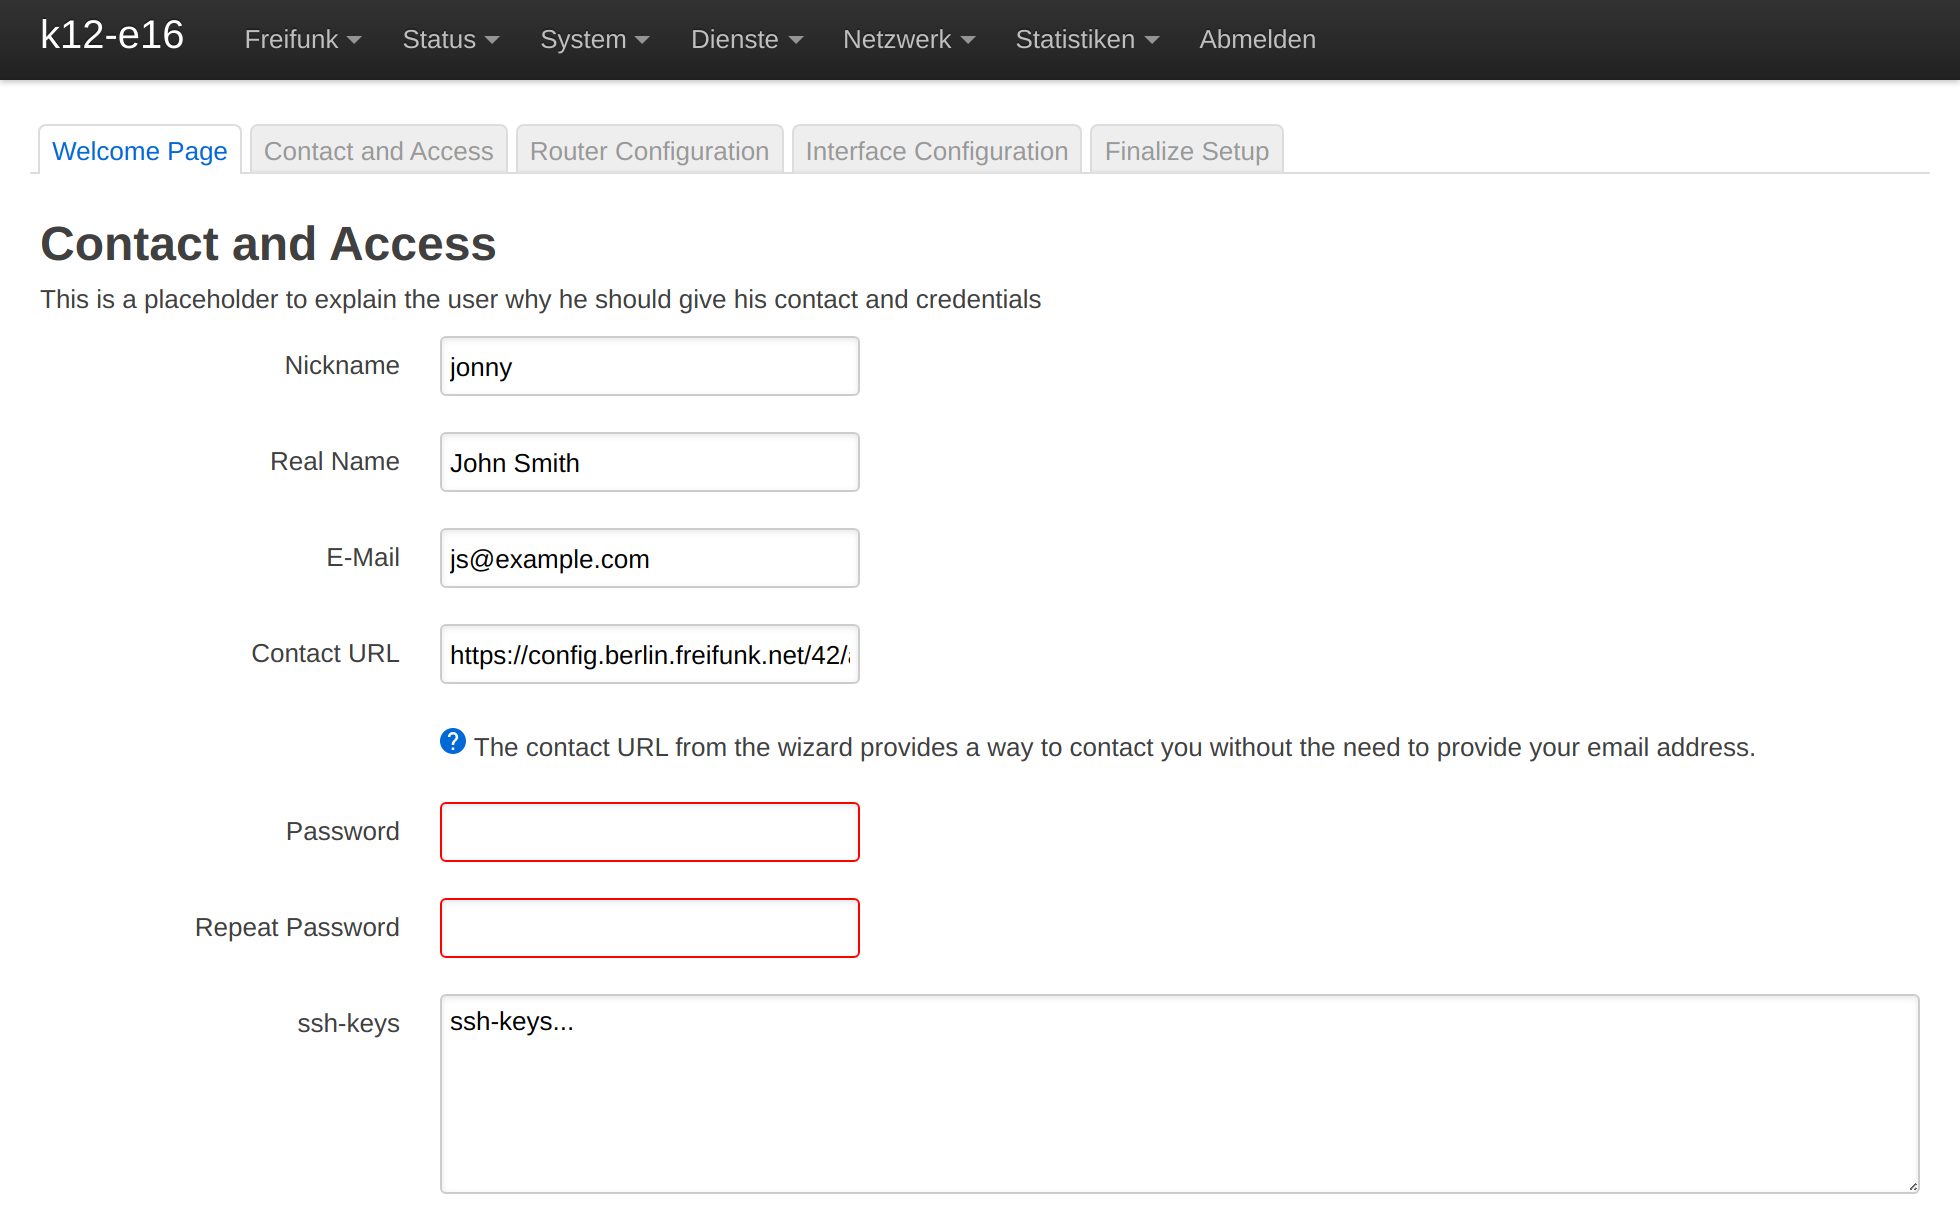 k12-e16 Freifunk Status System Dienste Netzwerk Statistiken Abmelden
Welcome Page Contact and Access Router Configuration Interface Configuration Finalize Setup
Contact and Access
This is a placeholder to explain the user why he should give his contact and credentials
Nickname jonny
Real Name John Smith
E-Mail js@example.com
Contact URL https://config.berlin.freifunk.net/42/
? The contact URL from the wizard provides a way to contact you without the need to provide your email address.
Password
Repeat Password
ssh-keys ssh-keys...